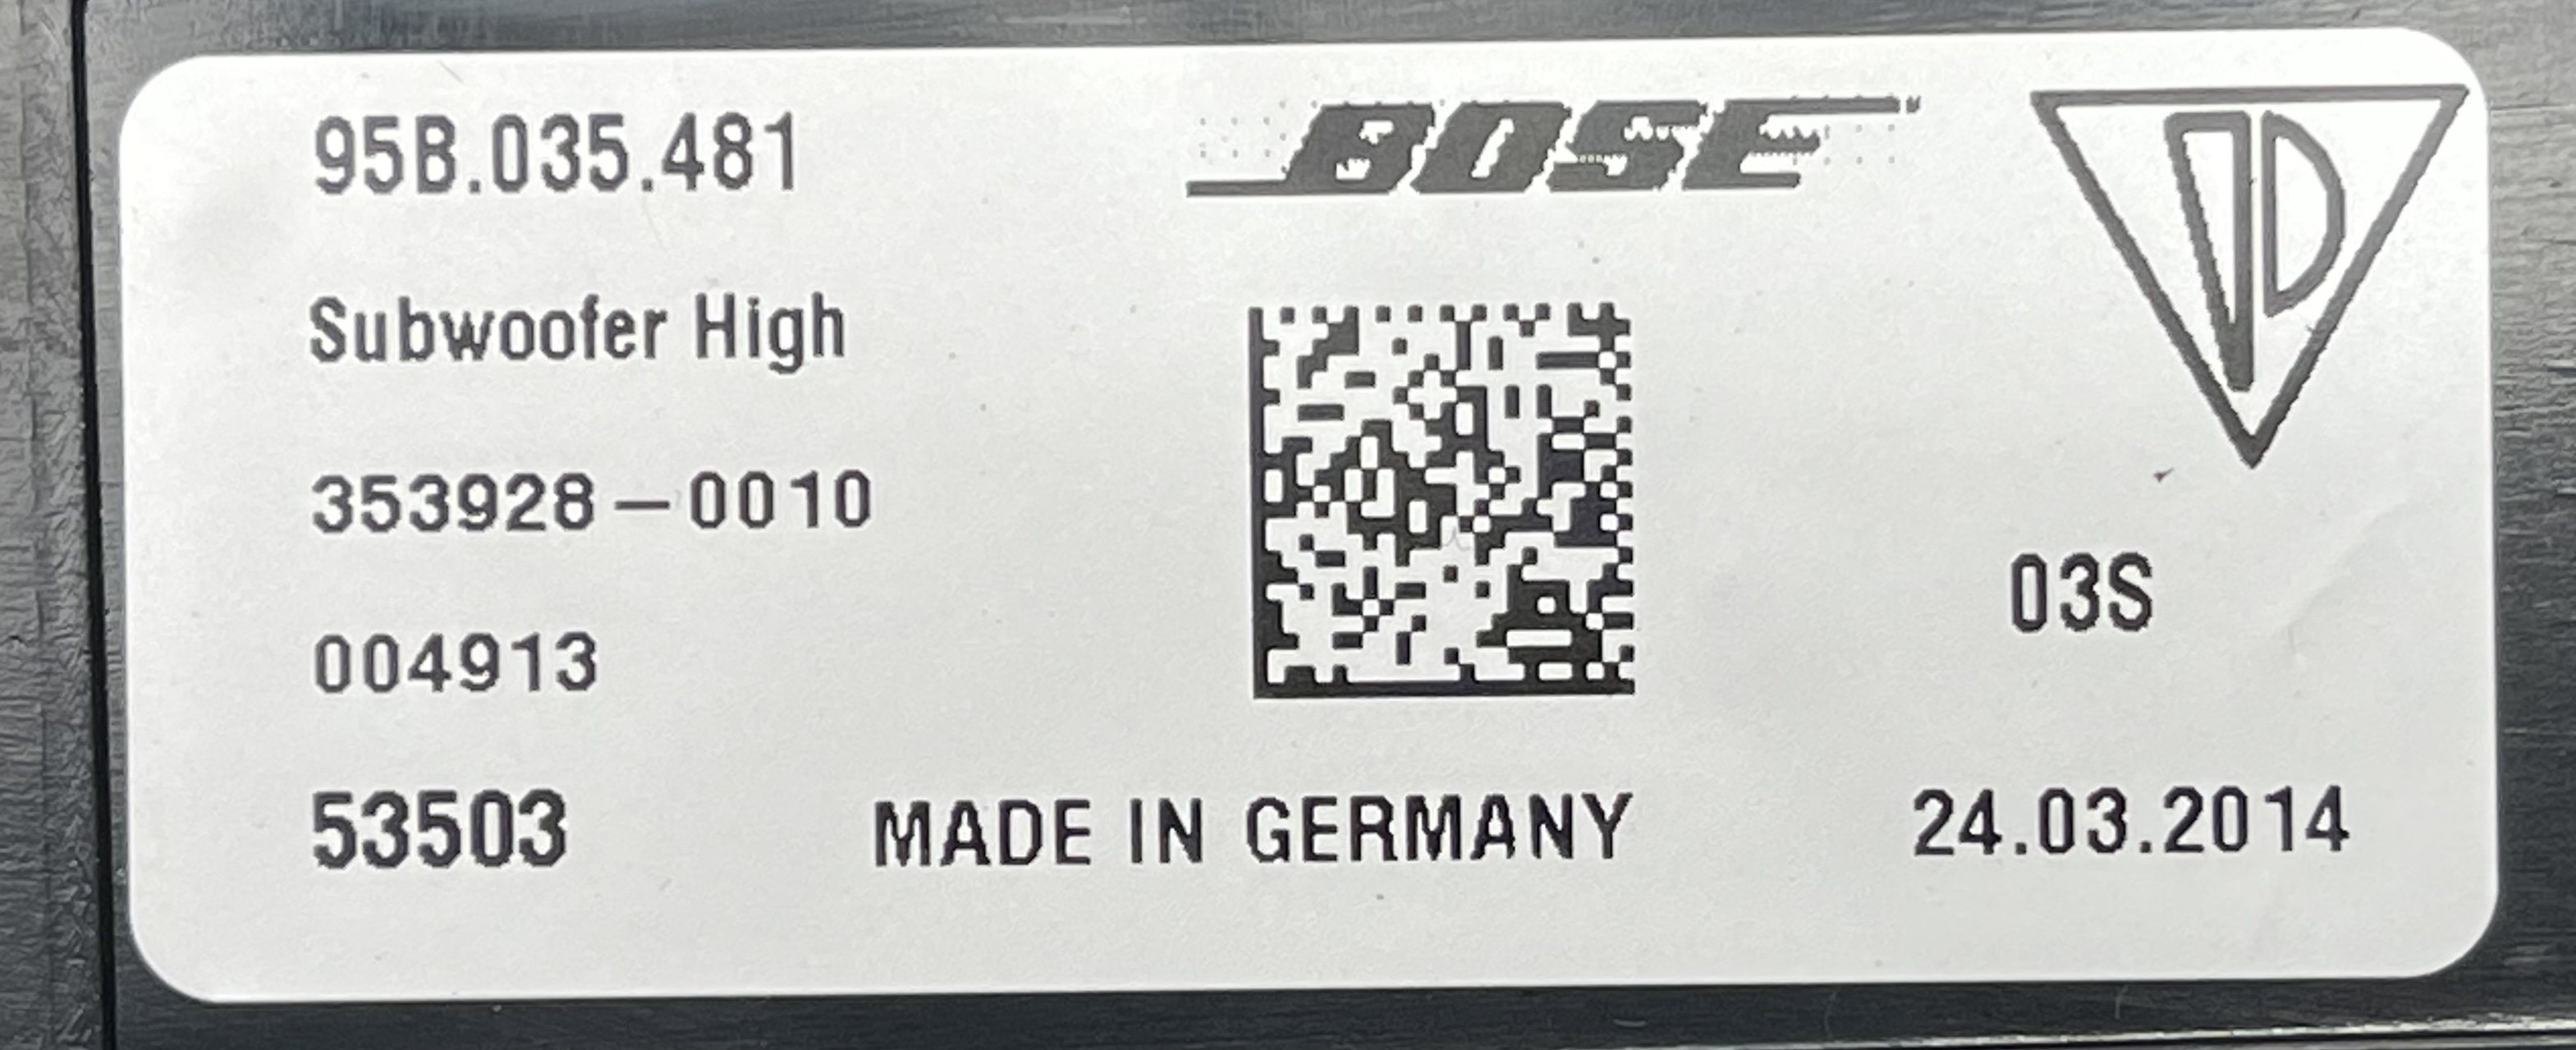 95B.035.481
BOSE
Subwoofer High
353928-0010
03S
004913
53503
MADE IN GERMANY
24.03.2014